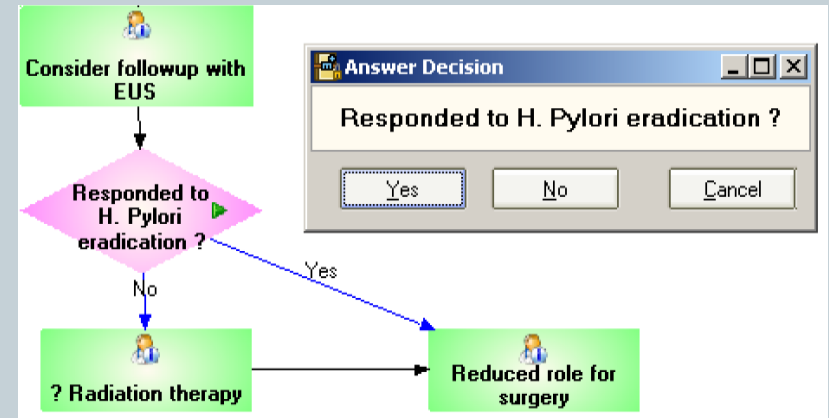 Consider followup with
EUS
Answer Decision
Responded to H. Pylori eradication ?
Yes
No
Cancel
Responded to
H. Pylori
eradication ?
Yes
No
? Radiation therapy
Reduced role for
surgery